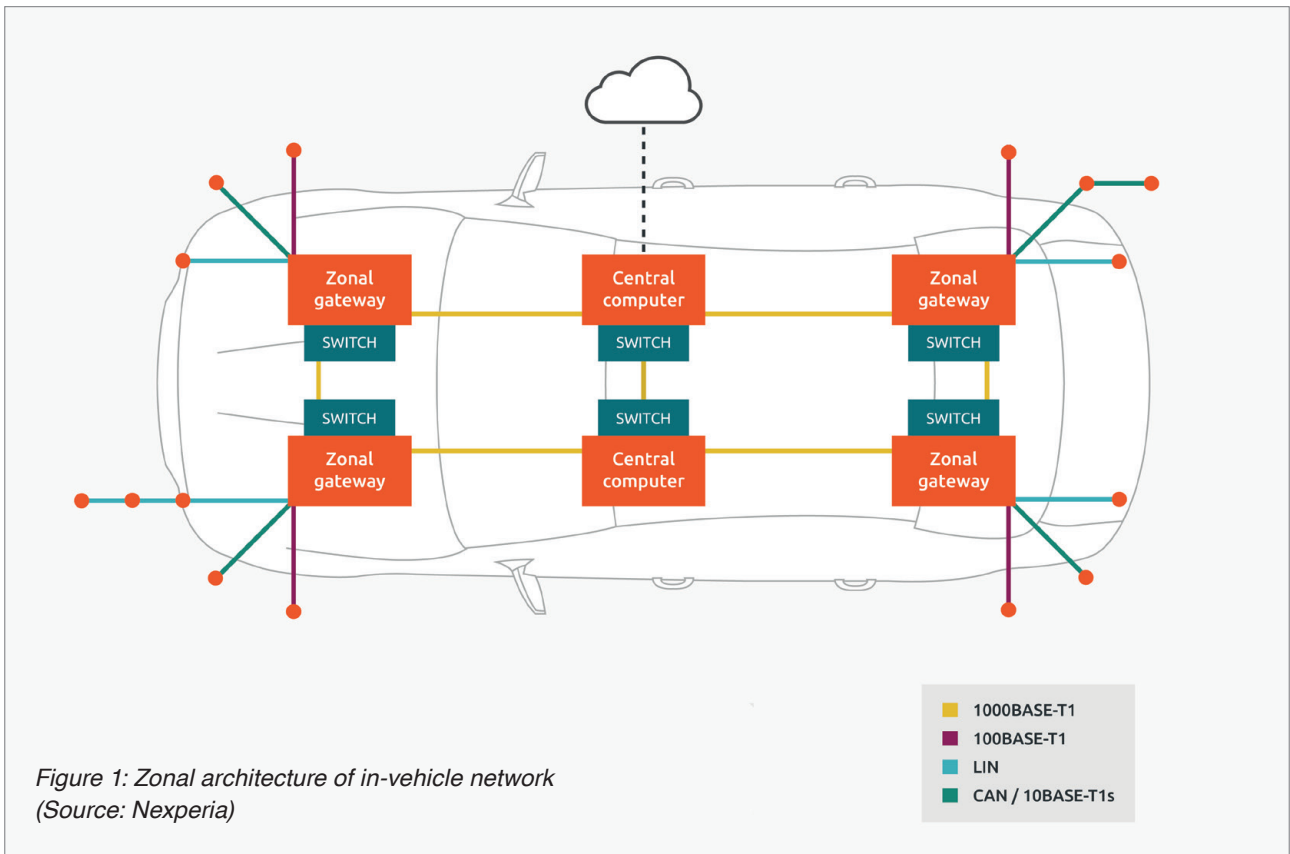 Zonal
gateway
Central
computer
Zonal
gateway
SWITCH
SWITCH
SWITCH
SWITCH
SWITCH
SWITCH
Zonal
gateway
Central
computer
Zonal
gateway
1000BASE-T1
100BASE-T1
LIN
CAN / 10BASE-T1s
Figure 1: Zonal architecture of in-vehicle network
(Source: Nexperia)